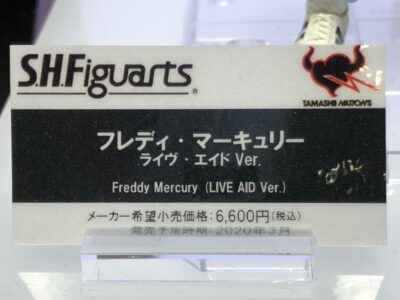 S.H.Figuarts®
TAMASHII NATIONS
フレディ・マーキュリー
ライヴ・エイド Ver.
Freddy Mercury (LIVE AID Ver.)
メーカー希望小売価格：6,600円(税込)
発売予定時期：2020年3月